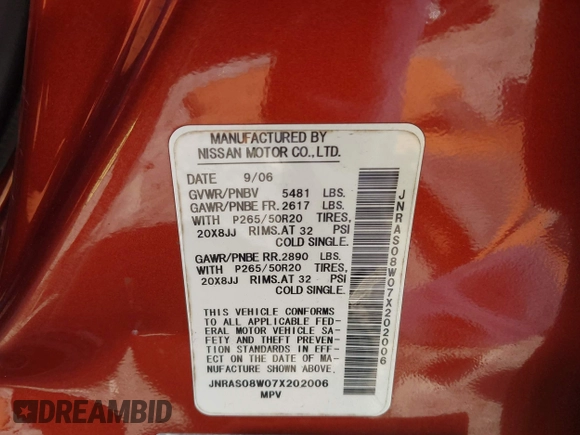 MANUFACTURED BY
NISSAN MOTOR CO., LTD.
DATE 9/06
GVWR/PNBV 5481 LBS.
GAWR/PNBE FR. 2617 LBS.
WITH P265/50R20 TIRES,
20X8JJ RIMS. AT 32 PSI
COLD SINGLE.
GAWR/PNBE RR. 2890 LBS.
WITH P265/50R20 TIRES,
20X8JJ RIMS. AT 32 PSI
COLD SINGLE.
THIS VEHICLE CONFORMS
TO ALL APPLICABLE FED-
ERAL MOTOR VEHICLE SA-
FETY AND THEFT PREVEN-
TION STANDARDS IN EFF-
ECT ON THE DATE OF MA-
NUFACTURE SHOWN ABOVE.
JNRAS08W07X202006
MPV
JNRAS08W07X202006
DREAMBID